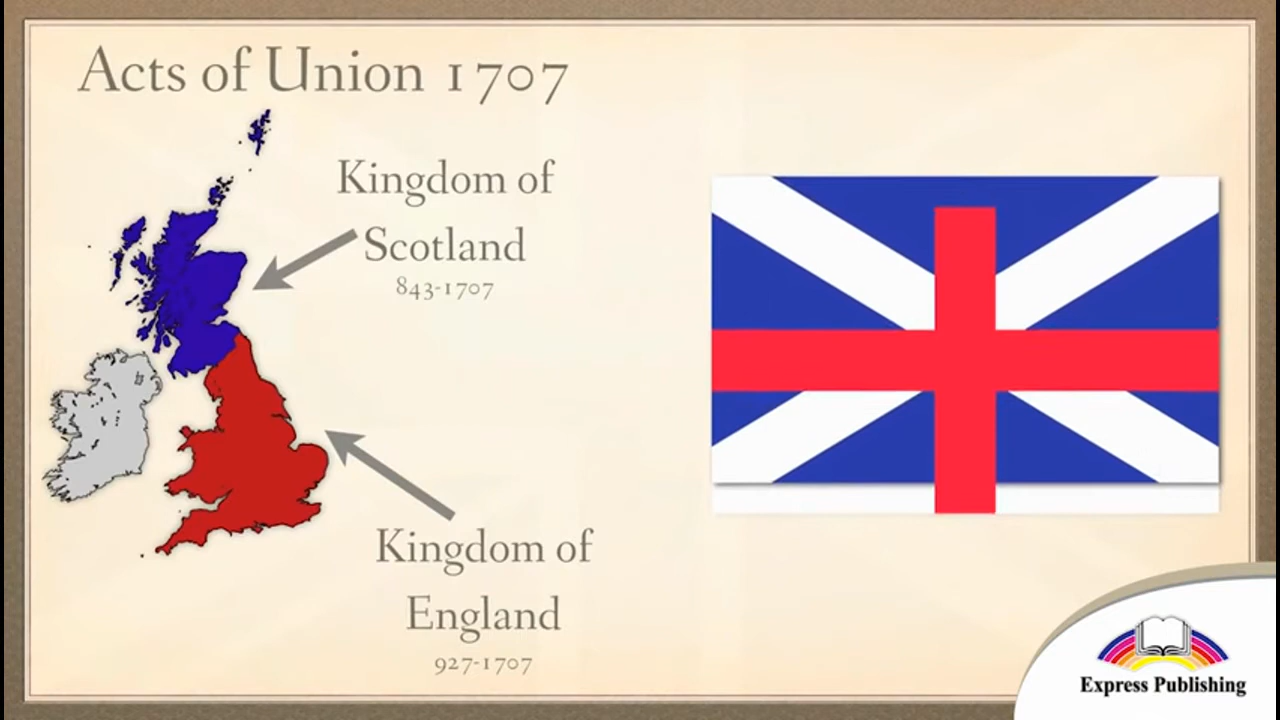 Acts of Union 1707
Kingdom of
Scotland
843-1707
Kingdom of
England
927-1707
Express Publishing